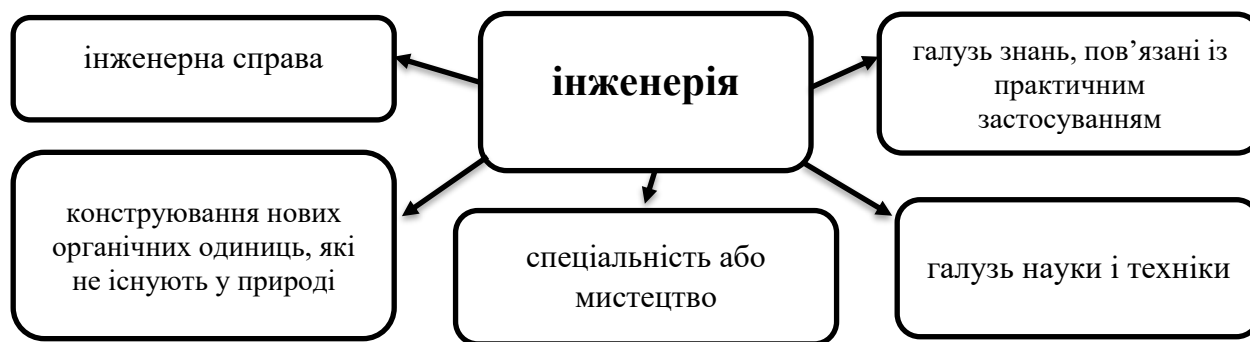 інженерна справа
інженерія
галузь знань, пов’язані із
практичним
застосуванням
конструювання нових
органічних одиниць, які
не існують у природі
спеціальність або
мистецтво
галузь науки і техніки